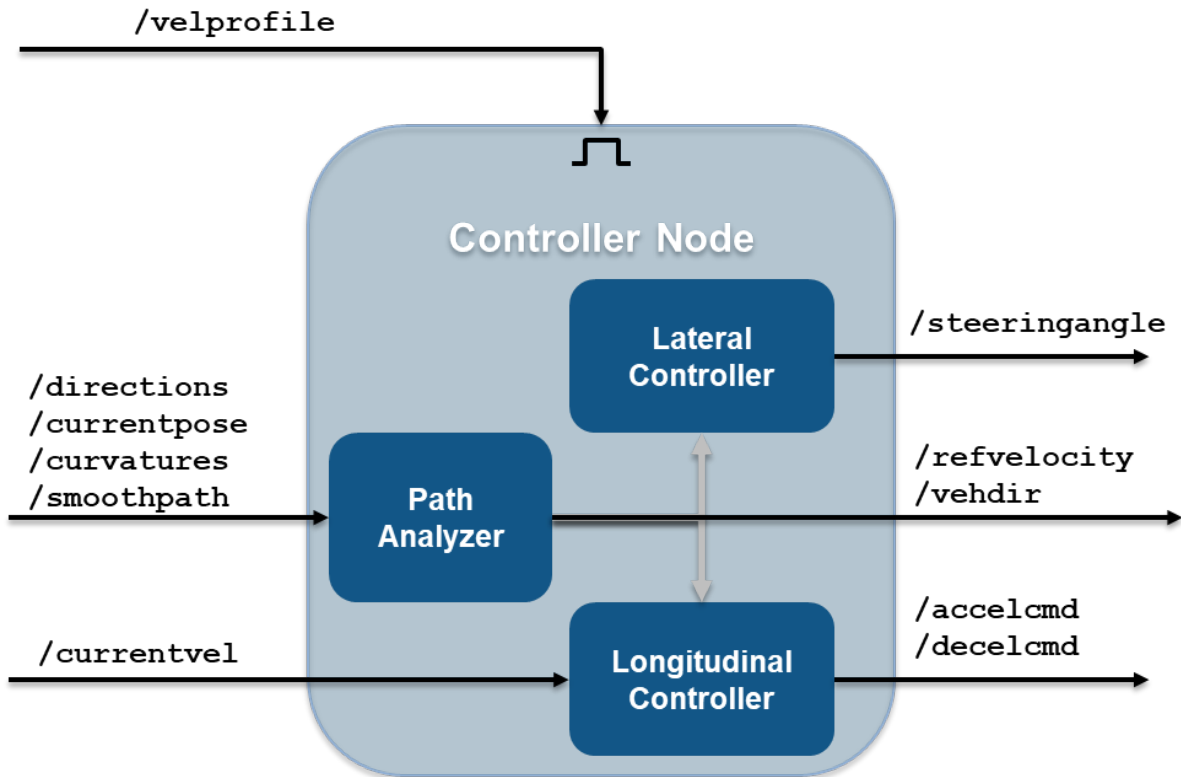 /velprofile
Controller Node
Lateral
Controller
/steeringangle
/directions
/currentpose
/curvatures
/smoothpath
Path
Analyzer
/refvelocity
/vehdir
/currentvel
Longitudinal
Controller
/accelcmd
/decelcmd